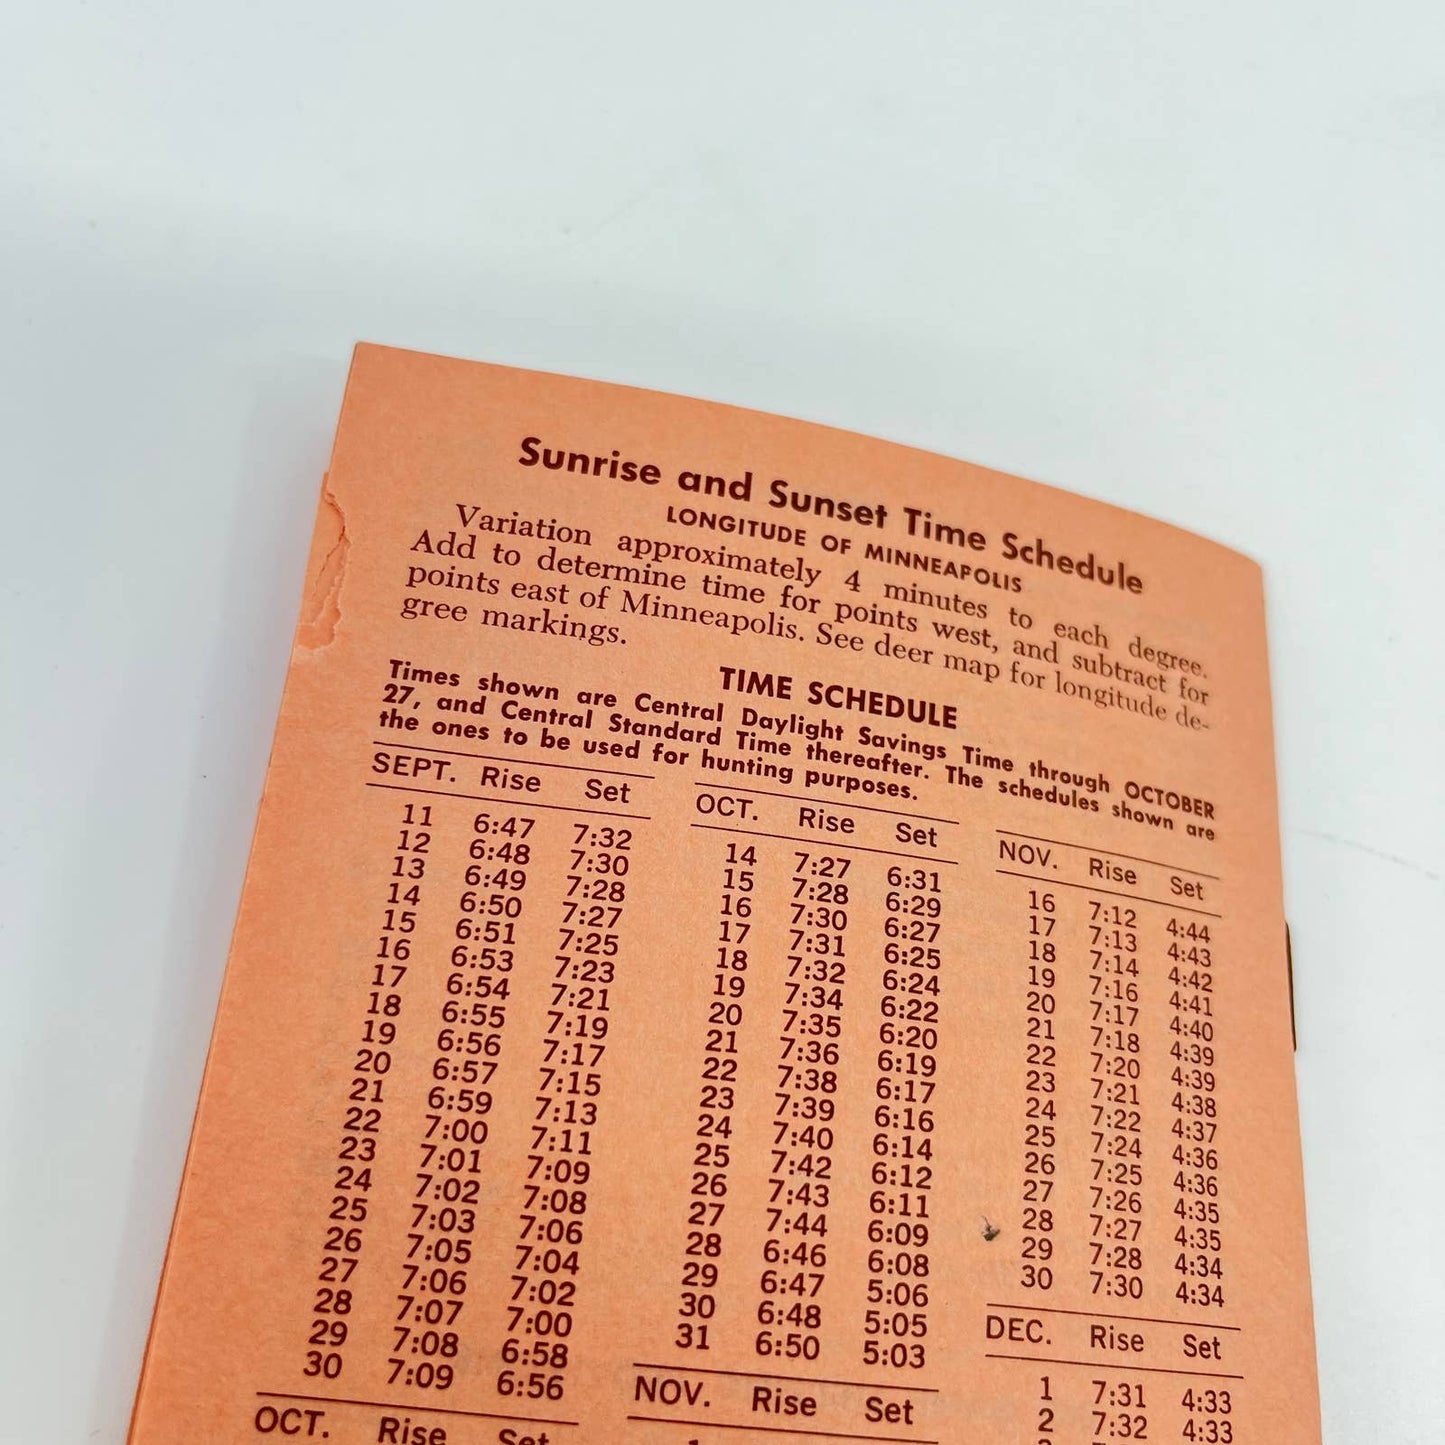 Sunrise and Sunset Time Schedule
LONGITUDE OF MINNEAPOLIS
Variation approximately 4 minutes to each degree.
Add to determine time for points west, and subtract for
points east of Minneapolis. See deer map for longitude de-
gree markings.
TIME SCHEDULE
Times shown are Central Daylight Savings Time through OCTOBER
27, and Central Standard Time thereafter. The schedules shown are
the ones to be used for hunting purposes.
SEPT. Rise Set
11 6:47 7:32
12 6:48 7:30
13 6:49 7:28
14 6:50 7:27
15 6:51 7:25
16 6:53 7:23
17 6:54 7:21
18 6:55 7:19
19 6:56 7:17
20 6:57 7:15
21 6:59 7:13
22 7:00 7:11
23 7:01 7:09
24 7:02 7:08
25 7:03 7:06
26 7:05 7:04
27 7:06 7:02
28 7:07 7:00
29 7:08 6:58
30 7:09 6:56
OCT. Rise Set
OCT. Rise Set
14 7:27 6:31
15 7:28 6:29
16 7:30 6:27
17 7:31 6:25
18 7:32 6:24
19 7:34 6:22
20 7:35 6:20
21 7:36 6:19
22 7:38 6:17
23 7:39 6:16
24 7:40 6:14
25 7:42 6:12
26 7:43 6:11
27 7:44 6:09
28 6:46 6:08
29 6:47 5:06
30 6:48 5:05
31 6:50 5:03
NOV. Rise Set
NOV. Rise Set
16 7:12 4:44
17 7:13 4:43
18 7:14 4:42
19 7:16 4:41
20 7:17 4:40
21 7:18 4:39
22 7:20 4:39
23 7:21 4:38
24 7:22 4:37
25 7:24 4:36
26 7:25 4:36
27 7:26 4:35
28 7:27 4:35
29 7:28 4:34
30 7:30 4:34
DEC. Rise Set
1 7:31 4:33
2 7:32 4:33